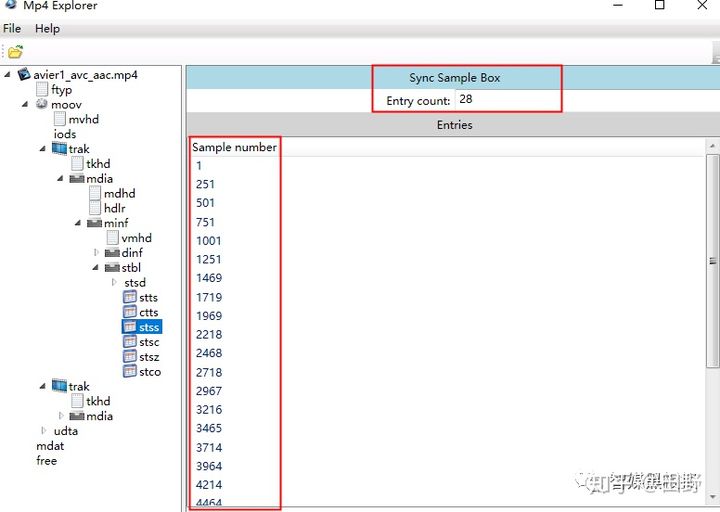 Mp4 Explorer
File Help
avier1_avc_aac.mp4
ftyp
moov
mvhd
iods
trak
tkhd
mdia
mdhd
hdlr
minf
vmhd
dinf
stbl
stsd
stts
ctts
stss
stsc
stsz
stco
trak
tkhd
mdia
udta
mdat
free
Sync Sample Box
Entry count: 28
Entries
Sample number
1
251
501
751
1001
1251
1469
1719
1969
2218
2468
2718
2967
3216
3465
3714
3964
4214
4464
知乎 @田野